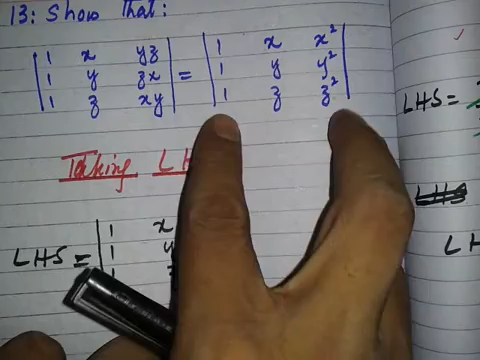 13: Show that:
| 1 x yz | = | 1 x x² |
| 1 y zx | = | 1 y y² |
| 1 z xy | = | 1 z z² |
LHS =
Taking LH
LHS
LHS = | 1 x
1
1
LH